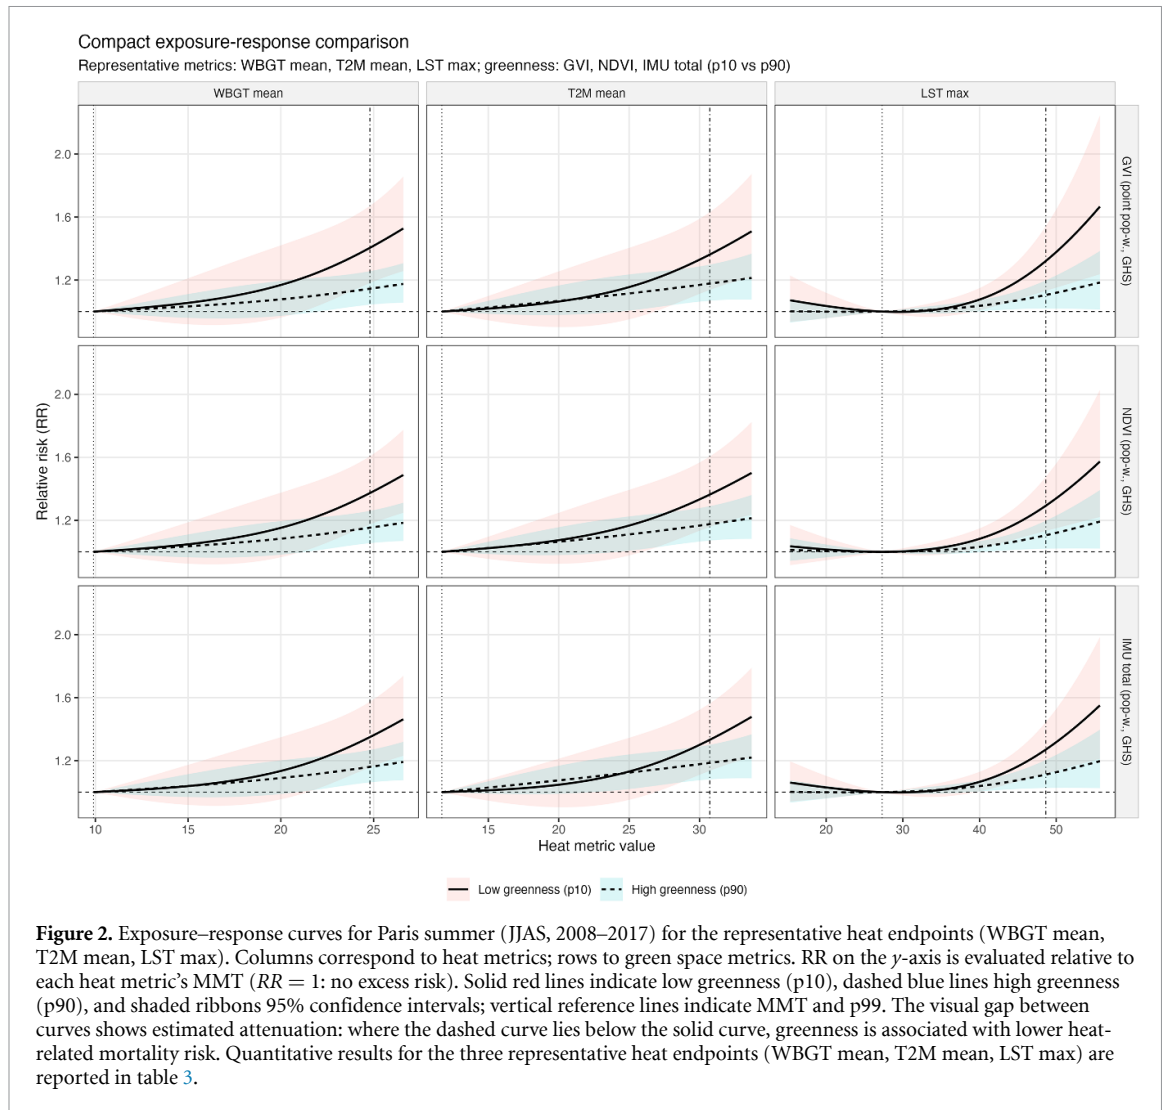 Compact exposure-response comparison
Representative metrics: WBGT mean, T2M mean, LST max; greenness: GVI, NDVI, IMU total (p10 vs p90)
WBGT mean
T2M mean
LST max
2.0
1.6
1.2
GVI (point pop-w., GHS)
Relative risk (RR)
2.0
1.6
1.2
NDVI (pop-w., GHS)
2.0
1.6
1.2
IMU total (pop-w., GHS)
10 15 20 25
15 20 25 30
20 30 40 50
Heat metric value
Low greenness (p10) High greenness (p90)
Figure 2. Exposure–response curves for Paris summer (JJAS, 2008–2017) for the representative heat endpoints (WBGT mean,
T2M mean, LST max). Columns correspond to heat metrics; rows to green space metrics. RR on the y-axis is evaluated relative to
each heat metric's MMT (RR = 1: no excess risk). Solid red lines indicate low greenness (p10), dashed blue lines high greenness
(p90), and shaded ribbons 95% confidence intervals; vertical reference lines indicate MMT and p99. The visual gap between
curves shows estimated attenuation: where the dashed curve lies below the solid curve, greenness is associated with lower heat-
related mortality risk. Quantitative results for the three representative heat endpoints (WBGT mean, T2M mean, LST max) are
reported in table 3.